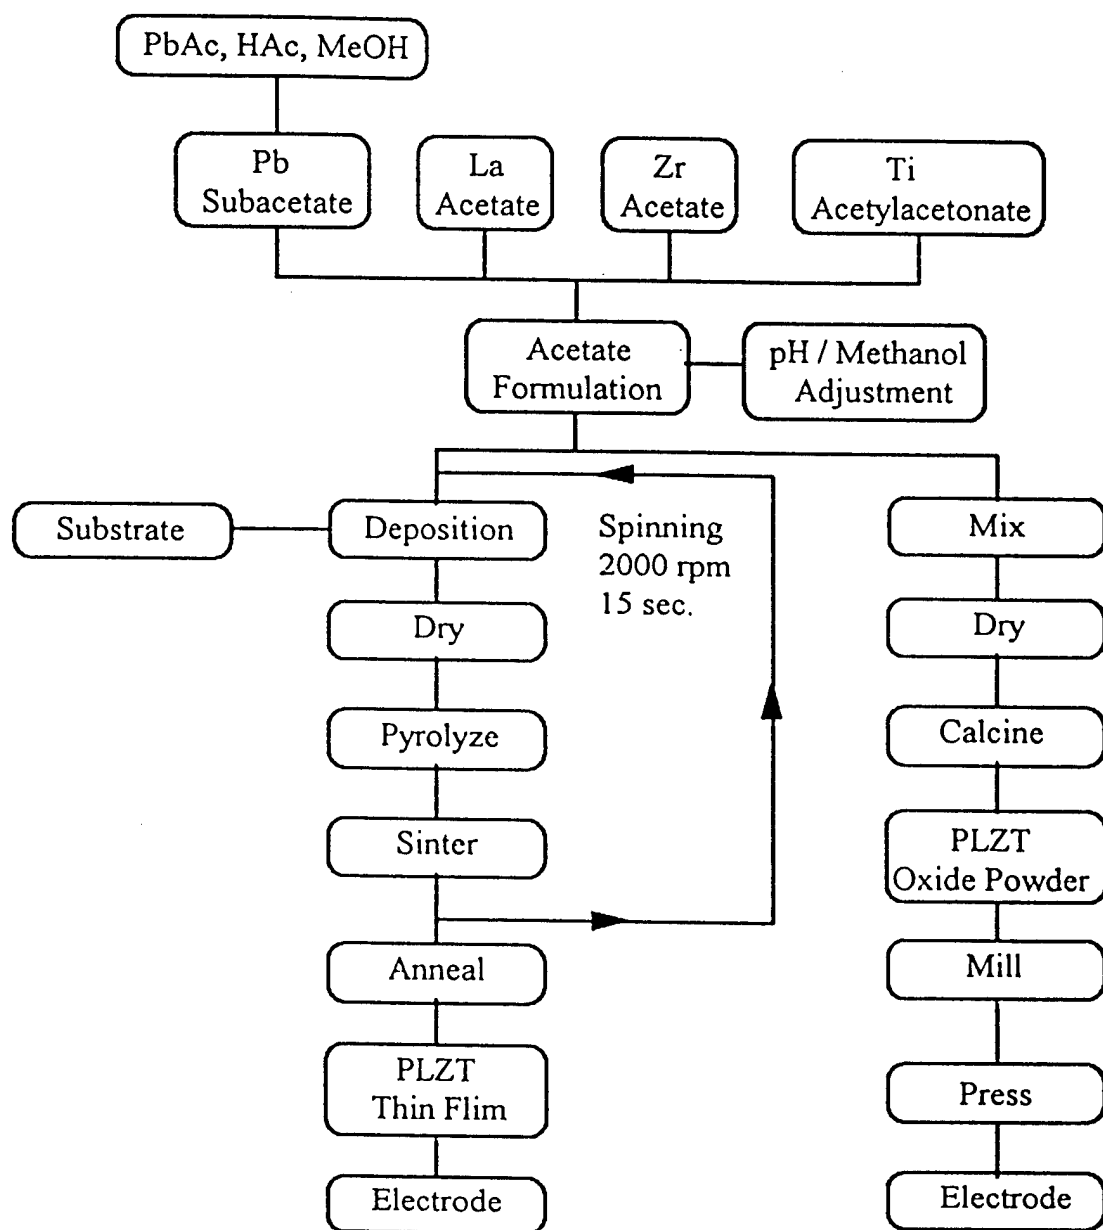 PbAc, HAc, MeOH
Pb
Subacetate
La
Acetate
Zr
Acetate
Ti
Acetylacetonate
Acetate
Formulation
pH / Methanol
Adjustment
Substrate
Deposition
Spinning
2000 rpm
15 sec.
Mix
Dry
Dry
Pyrolyze
Calcine
Sinter
PLZT
Oxide Powder
Anneal
Mill
PLZT
Thin Flim
Press
Electrode
Electrode